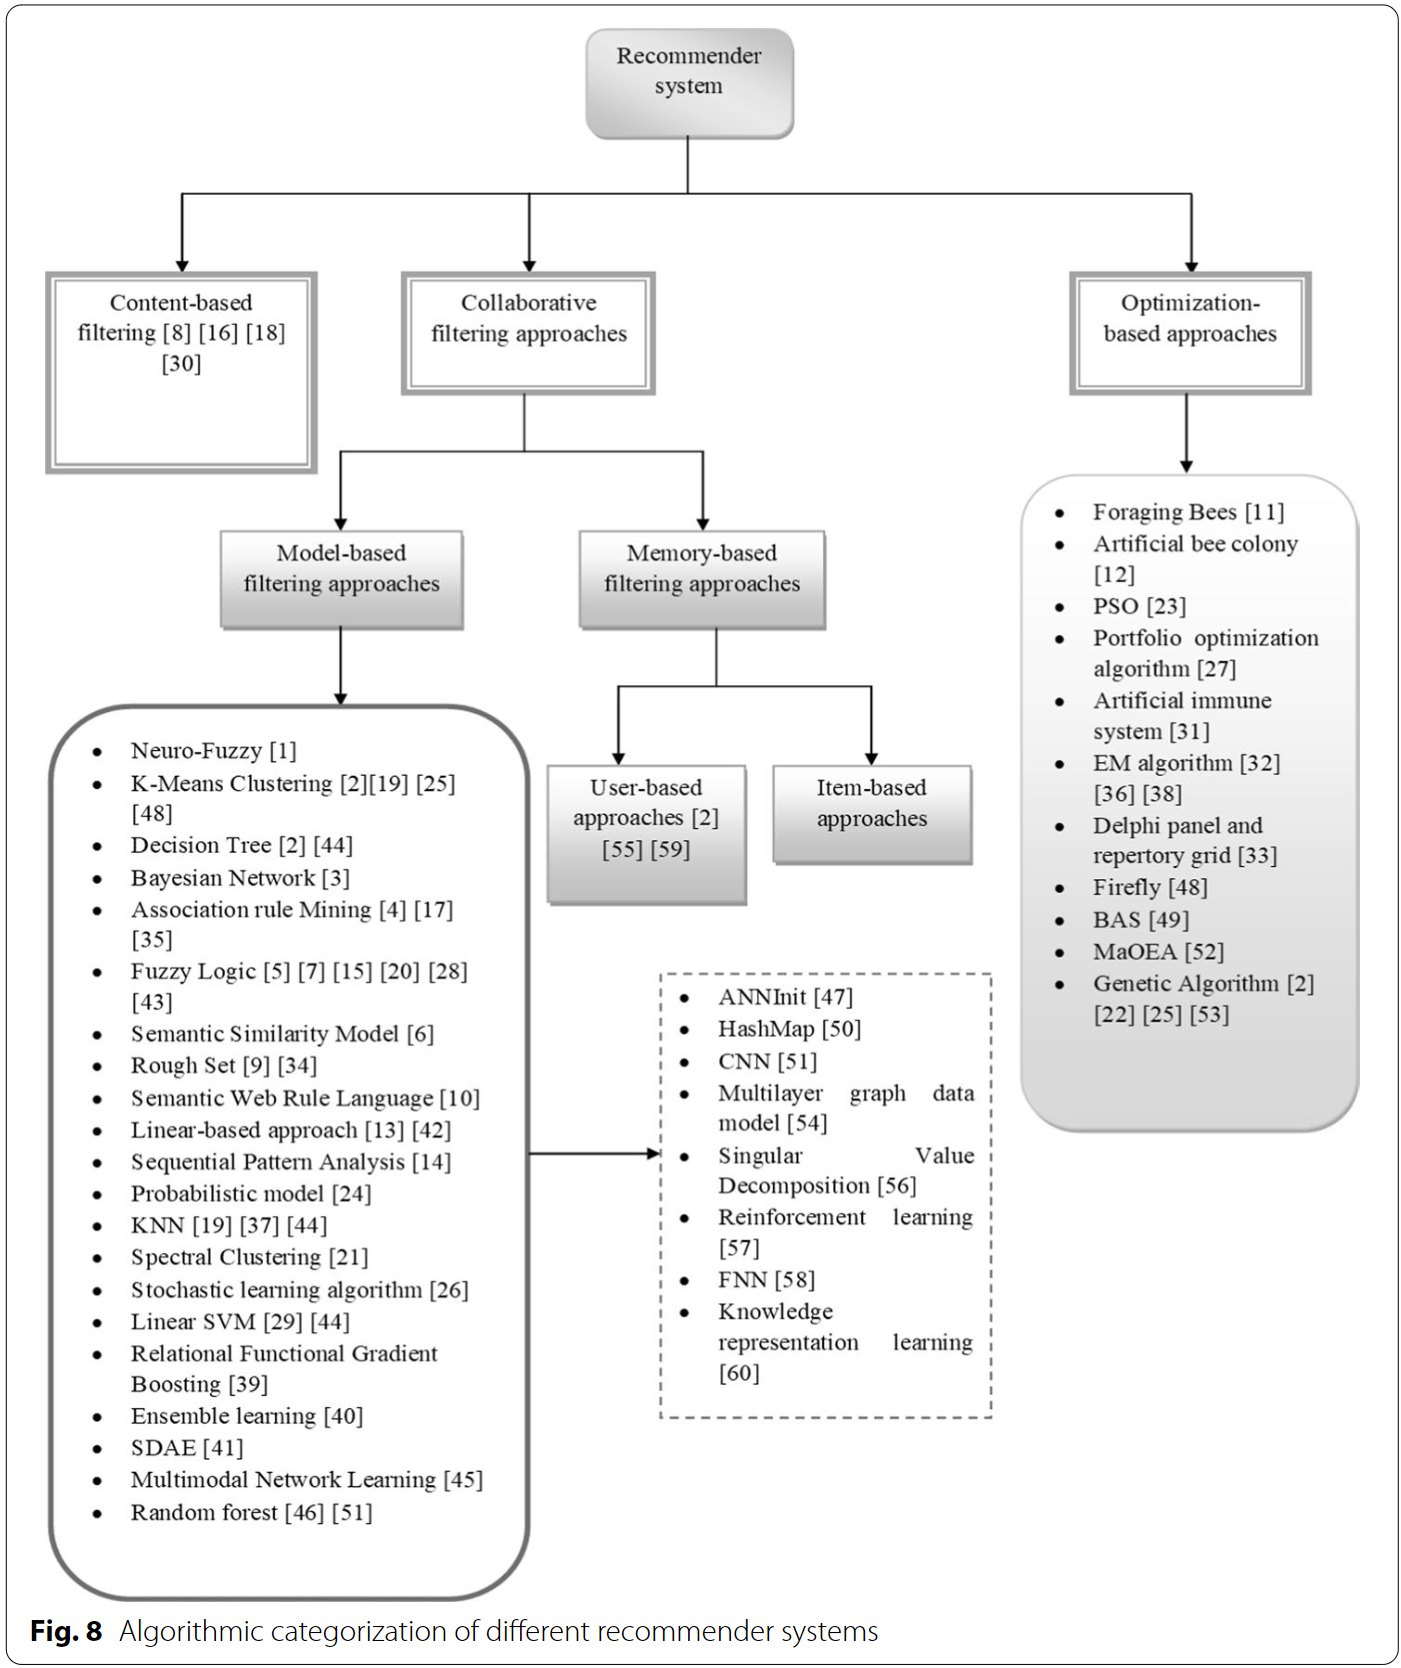 Recommender
system
Content-based
filtering [8] [16] [18]
[30]
Collaborative
filtering approaches
Optimization-
based approaches
Model-based
filtering approaches
Memory-based
filtering approaches
User-based
approaches [2]
[55] [59]
Item-based
approaches
• Neuro-Fuzzy [1]
• K-Means Clustering [2][19] [25]
[48]
• Decision Tree [2] [44]
• Bayesian Network [3]
• Association rule Mining [4] [17]
[35]
• Fuzzy Logic [5] [7] [15] [20] [28]
[43]
• Semantic Similarity Model [6]
• Rough Set [9] [34]
• Semantic Web Rule Language [10]
• Linear-based approach [13] [42]
• Sequential Pattern Analysis [14]
• Probabilistic model [24]
• KNN [19] [37] [44]
• Spectral Clustering [21]
• Stochastic learning algorithm [26]
• Linear SVM [29] [44]
• Relational Functional Gradient
Boosting [39]
• Ensemble learning [40]
• SDAE [41]
• Multimodal Network Learning [45]
• Random forest [46] [51]
• ANNInit [47]
• HashMap [50]
• CNN [51]
• Multilayer graph data
model [54]
• Singular Value
Decomposition [56]
• Reinforcement learning
[57]
• FNN [58]
• Knowledge
representation learning
[60]
• Foraging Bees [11]
• Artificial bee colony
[12]
• PSO [23]
• Portfolio optimization
algorithm [27]
• Artificial immune
system [31]
• EM algorithm [32]
[36] [38]
• Delphi panel and
repertory grid [33]
• Firefly [48]
• BAS [49]
• MaOEA [52]
• Genetic Algorithm [2]
[22] [25] [53]
Fig. 8 Algorithmic categorization of different recommender systems